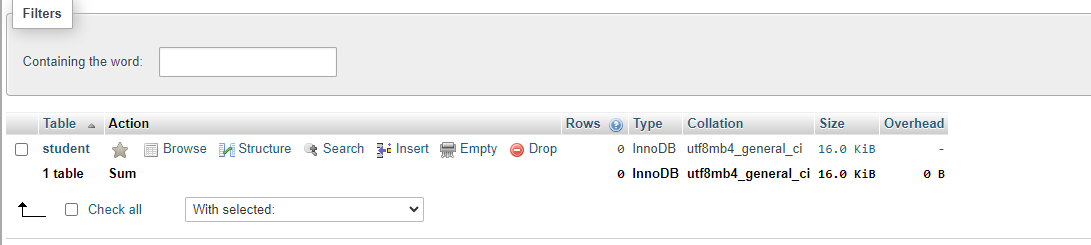 Filters
Containing the word:
Table Action Rows Type Collation Size Overhead
student Browse Structure Search Insert Empty Drop 0 InnoDB utf8mb4_general_ci 16.0 KiB -
1 table Sum 0 InnoDB utf8mb4_general_ci 16.0 KiB 0 B
Check all With selected: